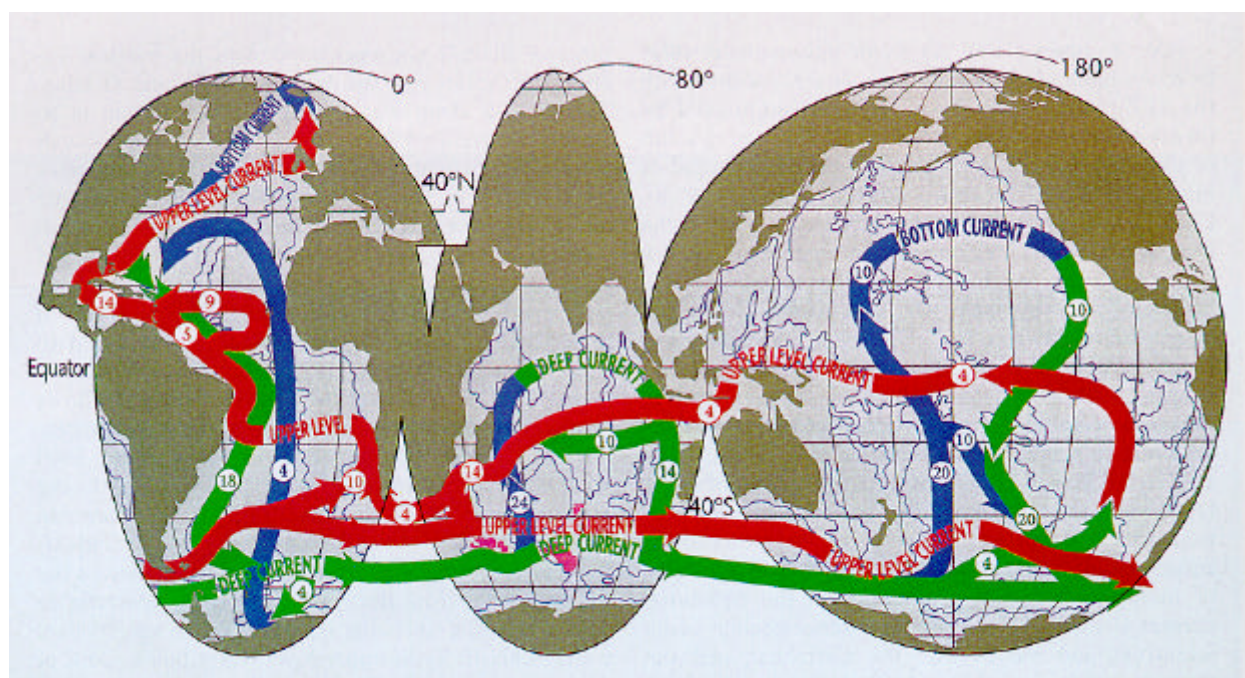 0°
80°
180°
BOTTOM CURRENT
UPPER LEVEL CURRENT
40°N
BOTTOM CURRENT
10
14
9
5
10
Equator
DEEP CURRENT
UPPER LEVEL CURRENT
4
4
UPPER LEVEL
10
10
18
4
10
14
14
20
24
4
40°S
UPPER LEVEL CURRENT
20
DEEP CURRENT
UPPER LEVEL CURRENT
DEEP CURRENT
4
4